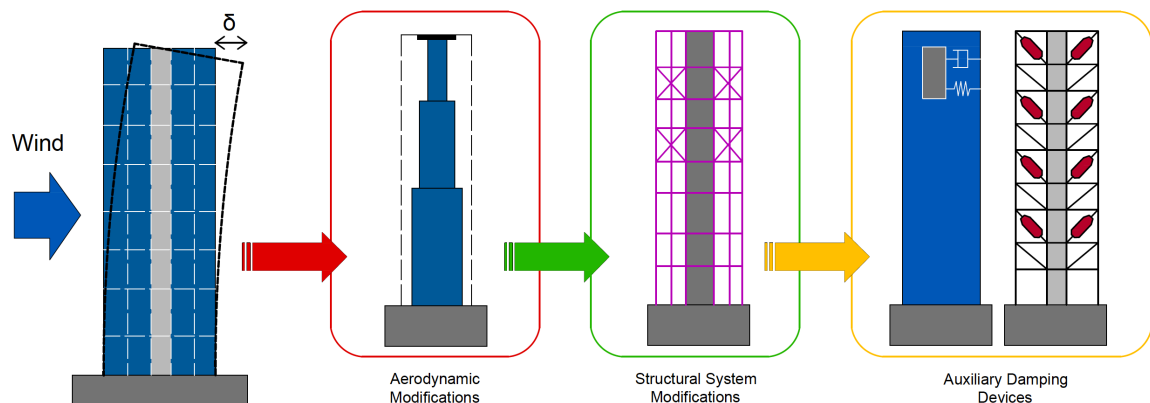 δ
Wind
Aerodynamic
Modifications
Structural System
Modifications
Auxiliary Damping
Devices